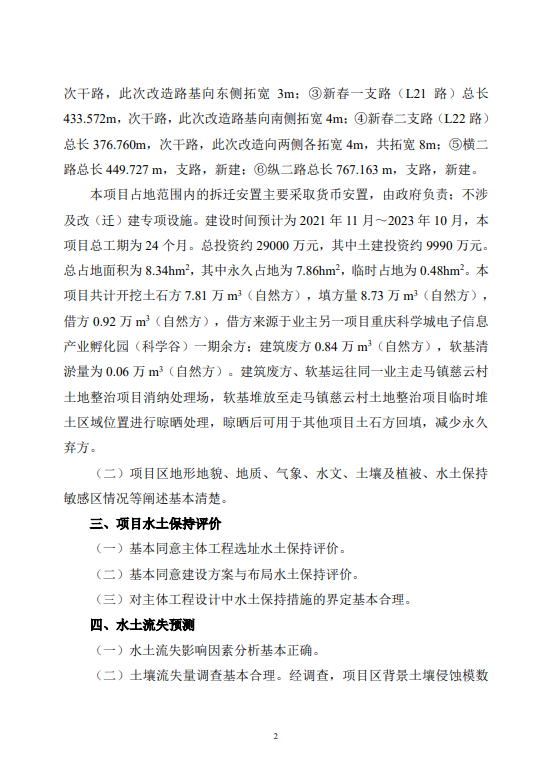 次干路，此次改造路基向东侧拓宽 3m；③新春一支路（L21 路）总长
433.572m，次干路，此次改造路基向南侧拓宽 4m；④新春二支路（L22 路）
总长 376.760m，次干路，此次改造向两侧各拓宽 4m，共拓宽 8m；⑤横二
路总长 449.727 m，支路，新建；⑥纵二路总长 767.163 m，支路，新建。
本项目占地范围内的拆迁安置主要采取货币安置，由政府负责；不涉
及改（迁）建专项设施。建设时间预计为 2021 年 11 月～2023 年 10 月，本
项目总工期为 24 个月。总投资约 29000 万元，其中土建投资约 9990 万元。
总占地面积为 8.34hm²，其中永久占地为 7.86hm²，临时占地为 0.48hm²。本
项目共计开挖土石方 7.81 万 m³（自然方），填方量 8.73 万 m³（自然方），
借方 0.92 万 m³（自然方），借方来源于业主另一项目重庆科学城电子信息
产业孵化园（科学谷）一期余方；建筑废方 0.84 万 m³（自然方），软基清
淤量为 0.06 万 m³（自然方）。建筑废方、软基运往同一业主走马镇慈云村
土地整治项目消纳处理场，软基堆放至走马镇慈云村土地整治项目临时堆
土区域位置进行晾晒处理，晾晒后可用于其他项目土石方回填，减少永久
弃方。
（二）项目区地形地貌、地质、气象、水文、土壤及植被、水土保持
敏感区情况等阐述基本清楚。
三、项目水土保持评价
（一）基本同意主体工程选址水土保持评价。
（二）基本同意建设方案与布局水土保持评价。
（三）对主体工程设计中水土保持措施的界定基本合理。
四、水土流失预测
（一）水土流失影响因素分析基本正确。
（二）土壤流失量调查基本合理。经调查，项目区背景土壤侵蚀模数
2